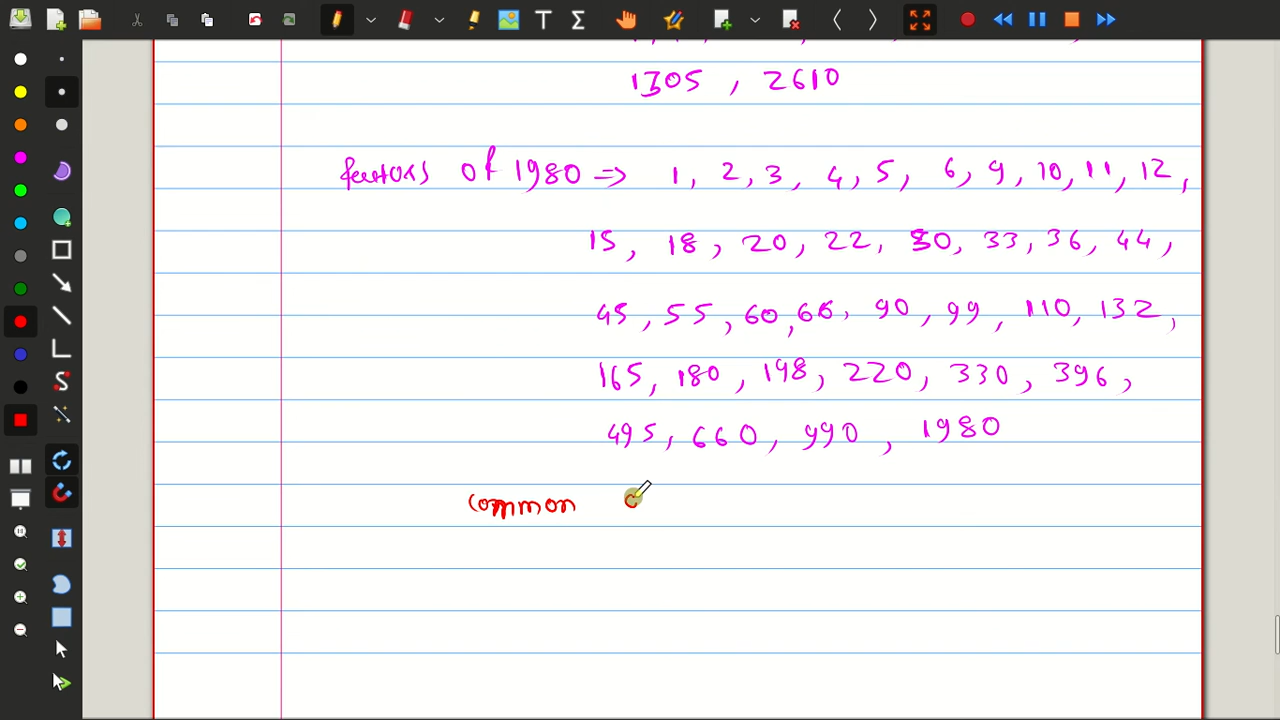 1305 , 2610
factors of 1980 => 1, 2, 3, 4, 5, 6, 9, 10, 11, 12,
15, 18, 20, 22, 30, 33, 36, 44,
45, 55, 60, 66, 90, 99, 110, 132,
165, 180, 198, 220, 330, 396,
495, 660, 990, 1980
common